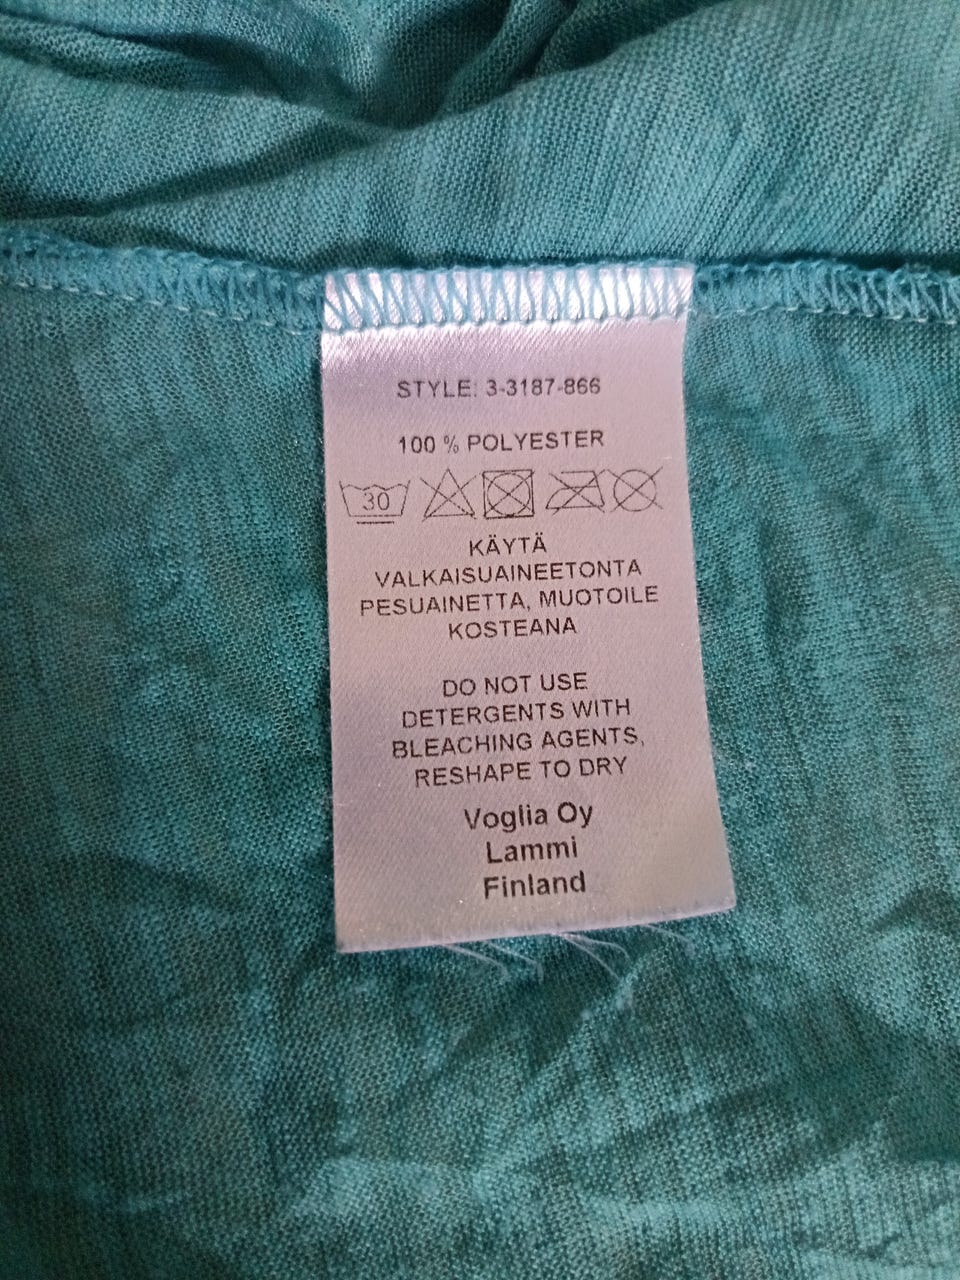 STYLE: 3-3187-866
100 % POLYESTER
30
KÄYTÄ
VALKAISUAINEETONTA
PESUAINETTA, MUOTOILE
KOSTEANA
DO NOT USE
DETERGENTS WITH
BLEACHING AGENTS,
RESHAPE TO DRY
Voglia Oy
Lammi
Finland